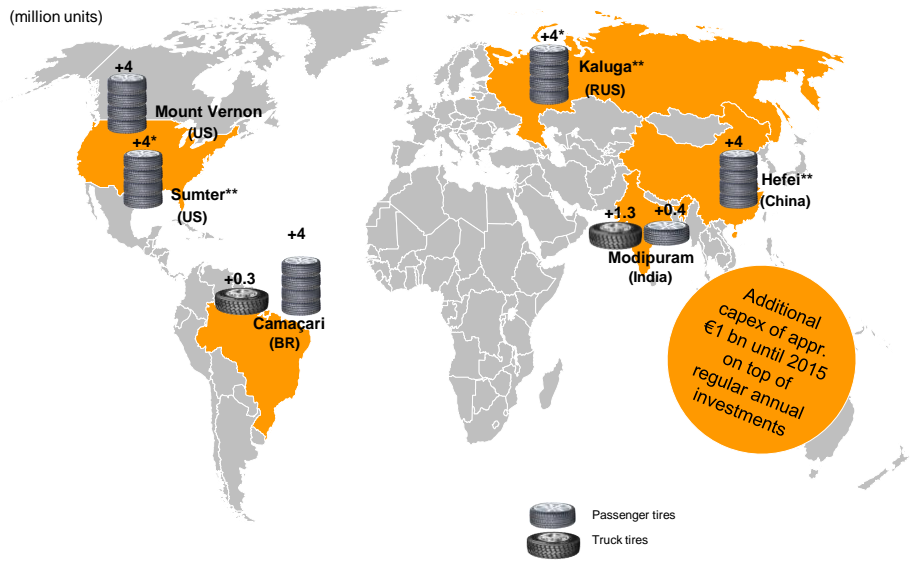 (million units)
+4
Mount Vernon
(US)
+4*
Sumter**
(US)
+4*
Kaluga**
(RUS)
+4
Hefei**
(China)
+1.3
+0.4
Modipuram
(India)
+4
+0.3
Camaçari
(BR)
Additional
capex of appr.
€1 bn until 2015
on top of
regular annual
investments
Passenger tires
Truck tires